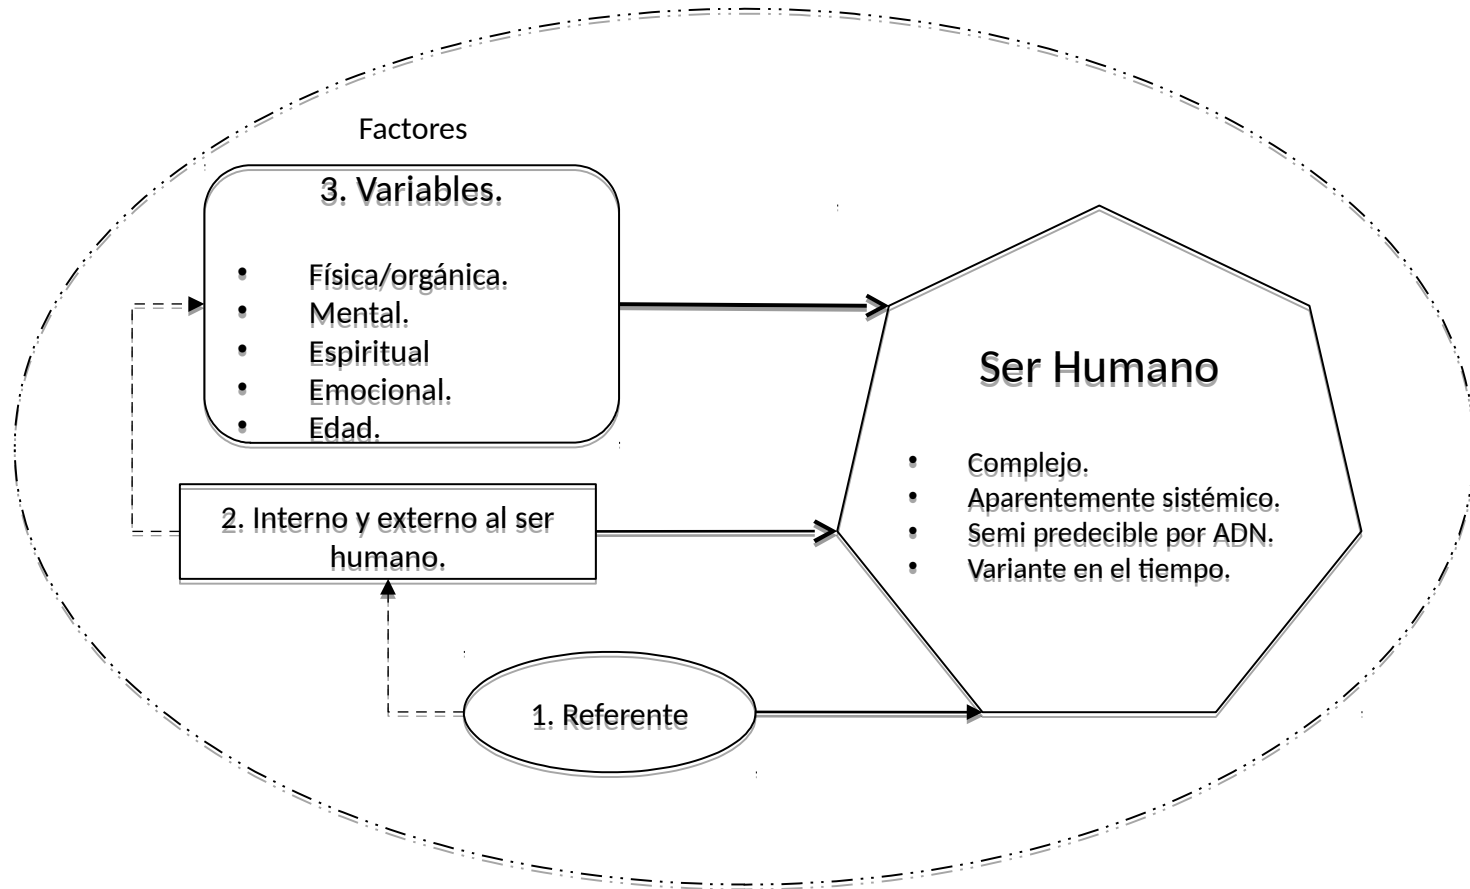 Factores
3. Variables.
• Física/orgánica.
• Mental.
• Espiritual
• Emocional.
• Edad.
2. Interno y externo al ser
humano.
1. Referente
Ser Humano
• Complejo.
• Aparentemente sistémico.
• Semi predecible por ADN.
• Variante en el tiempo.